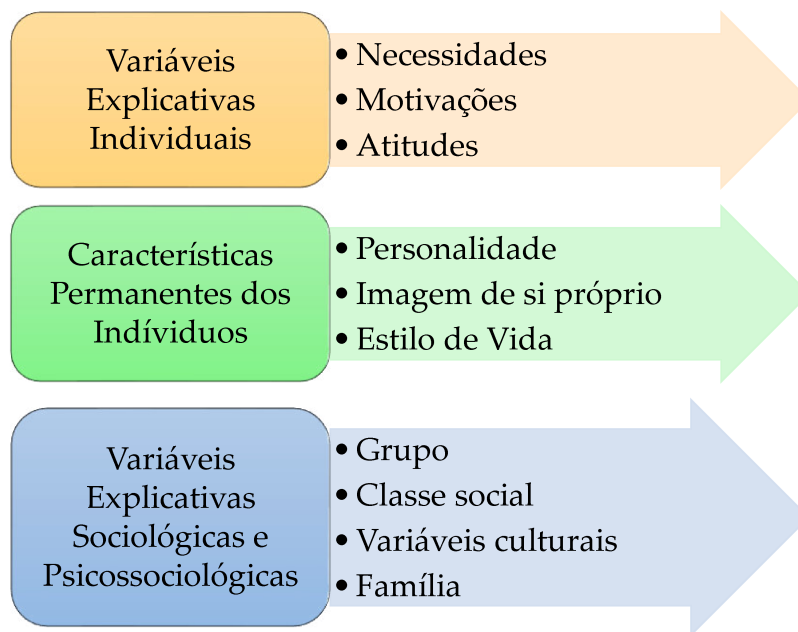 Variáveis
Explicativas
Individuais
• Necessidades
• Motivações
• Atitudes
Características
Permanentes dos
Indíviduos
• Personalidade
• Imagem de si próprio
• Estilo de Vida
Variáveis
Explicativas
Sociológicas e
Psicossociológicas
• Grupo
• Classe social
• Variáveis culturais
• Família